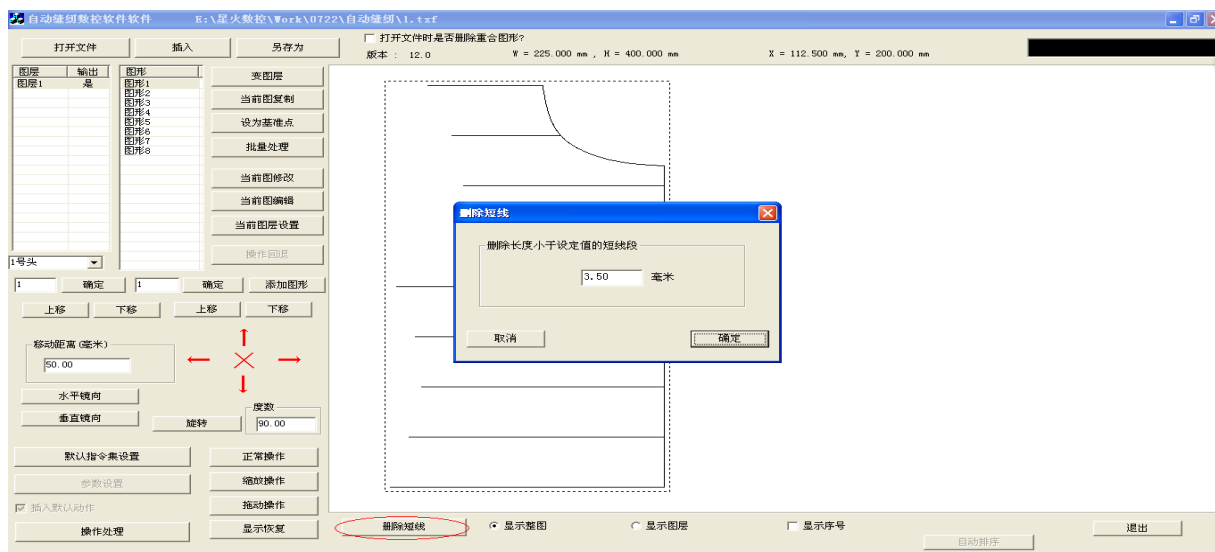 自动缝纫数控软件软件 E:\星火数控\Work\0722\自动缝纫\1.txf
打开文件 插入 另存为 打开文件时是否删除重合图形?
版本 : 12.0 W = 225.000 mm , H = 400.000 mm X = 112.500 mm, Y = 200.000 mm
图层 输出 图形
图层1 是 图形1
图形2
图形3
图形4
图形5
图形6
图形7
图形8
变图层
当前图复制
设为基准点
批量处理
当前图修改
当前图编辑
当前图层设置
操作回退
1号头
1 确定 1 确定 添加图形
上移 下移 上移 下移
移动距离(毫米)
50.00
水平镜向
垂直镜向
旋转
度数
90.00
默认指令集设置 正常操作
参数设置 缩放操作
插入默认动作 拖动操作
操作处理 显示恢复
删除短线
删除长度小于设定值的短线段
3.50 毫米
取消 确定
删除短线 显示整图 显示图层 显示序号 退出
自动排序